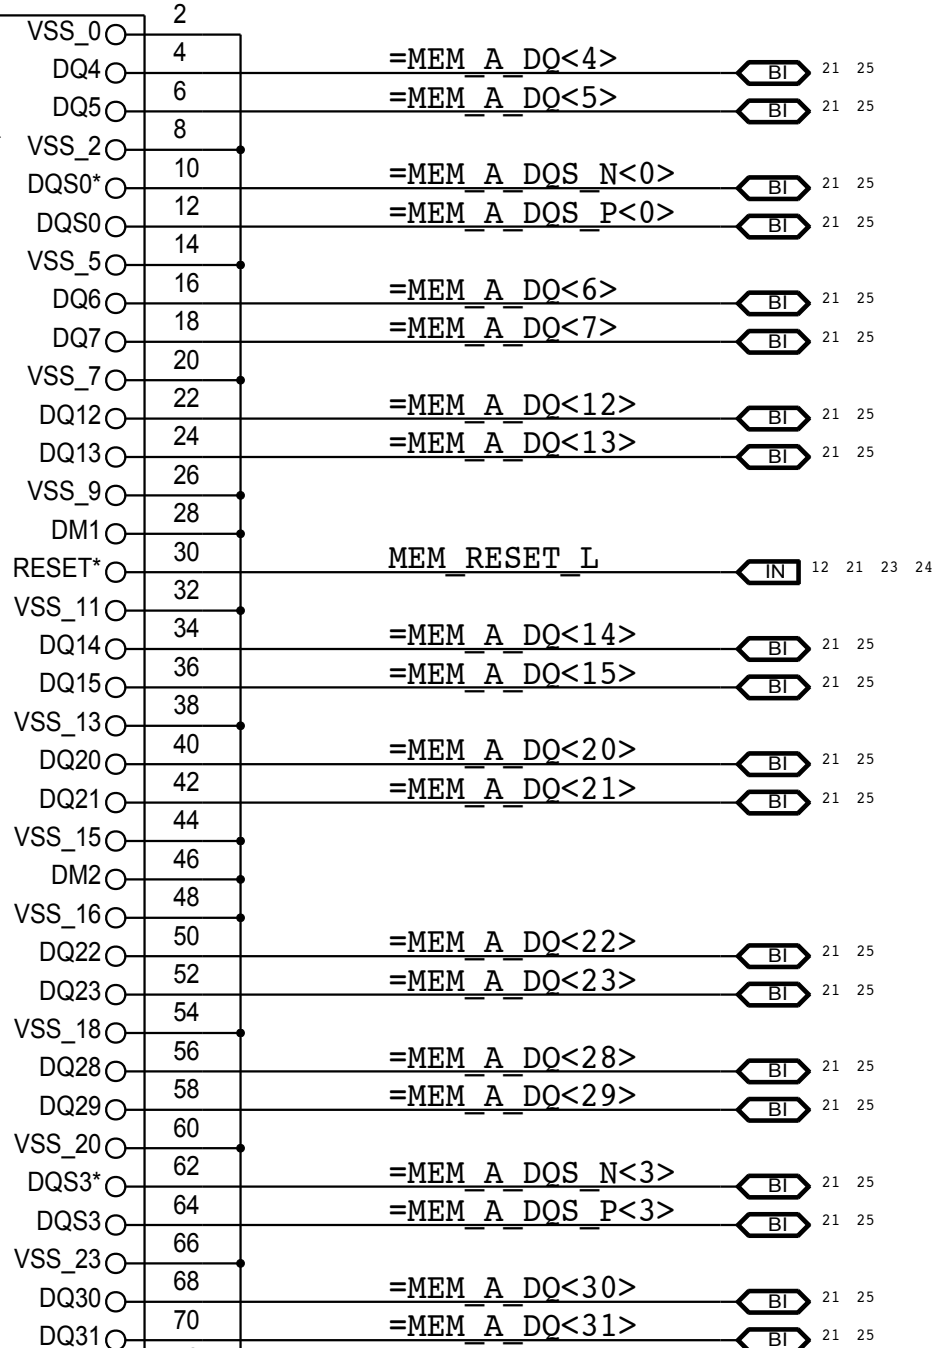 VSS_0 2
DQ4 4 =MEM_A_DQ<4> BI 21 25
DQ5 6 =MEM_A_DQ<5> BI 21 25
VSS_2 8
DQS0* 10 =MEM_A_DQS_N<0> BI 21 25
DQS0 12 =MEM_A_DQS_P<0> BI 21 25
VSS_5 14
DQ6 16 =MEM_A_DQ<6> BI 21 25
DQ7 18 =MEM_A_DQ<7> BI 21 25
VSS_7 20
DQ12 22 =MEM_A_DQ<12> BI 21 25
DQ13 24 =MEM_A_DQ<13> BI 21 25
VSS_9 26
DM1 28
RESET* 30 MEM_RESET_L IN 12 21 23 24
VSS_11 32
DQ14 34 =MEM_A_DQ<14> BI 21 25
DQ15 36 =MEM_A_DQ<15> BI 21 25
VSS_13 38
DQ20 40 =MEM_A_DQ<20> BI 21 25
DQ21 42 =MEM_A_DQ<21> BI 21 25
VSS_15 44
DM2 46
VSS_16 48
DQ22 50 =MEM_A_DQ<22> BI 21 25
DQ23 52 =MEM_A_DQ<23> BI 21 25
VSS_18 54
DQ28 56 =MEM_A_DQ<28> BI 21 25
DQ29 58 =MEM_A_DQ<29> BI 21 25
VSS_20 60
DQS3* 62 =MEM_A_DQS_N<3> BI 21 25
DQS3 64 =MEM_A_DQS_P<3> BI 21 25
VSS_23 66
DQ30 68 =MEM_A_DQ<30> BI 21 25
DQ31 70 =MEM_A_DQ<31> BI 21 25